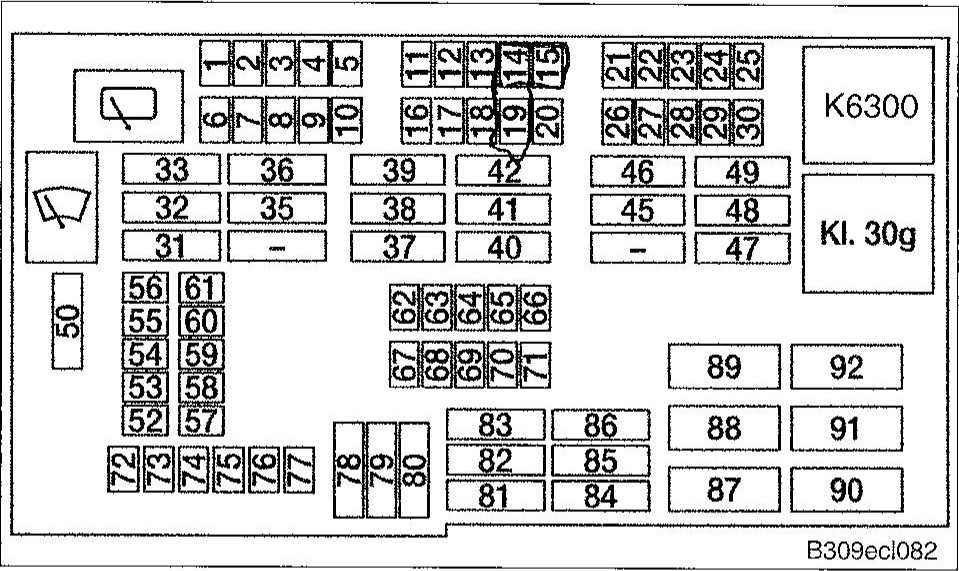 1 2 3 4 5 11 12 13 14 15 21 22 23 24 25
K6300
6 7 8 9 10 16 17 18 19 20 26 27 28 29 30
33 36 39 42 46 49
32 35 38 41 45 48
Kl. 30g
31 – 37 40 – 47
50
56 61 62 63 64 65 66
55 60
54 59 67 68 69 70 71 89 92
53 58
52 57 83 86 88 91
72 73 74 75 76 77 78 79 80 82 85
81 84 87 90
B309ecl082